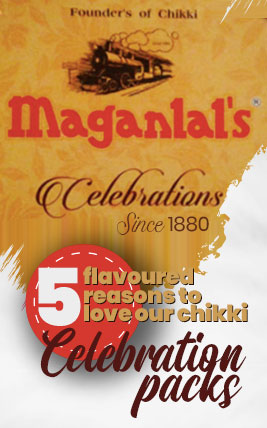 Founder's of Chikki
Maganlal's
®
Celebrations
Since 1880
5 flavoured
reasons to
love our chikki
Celebration
packs